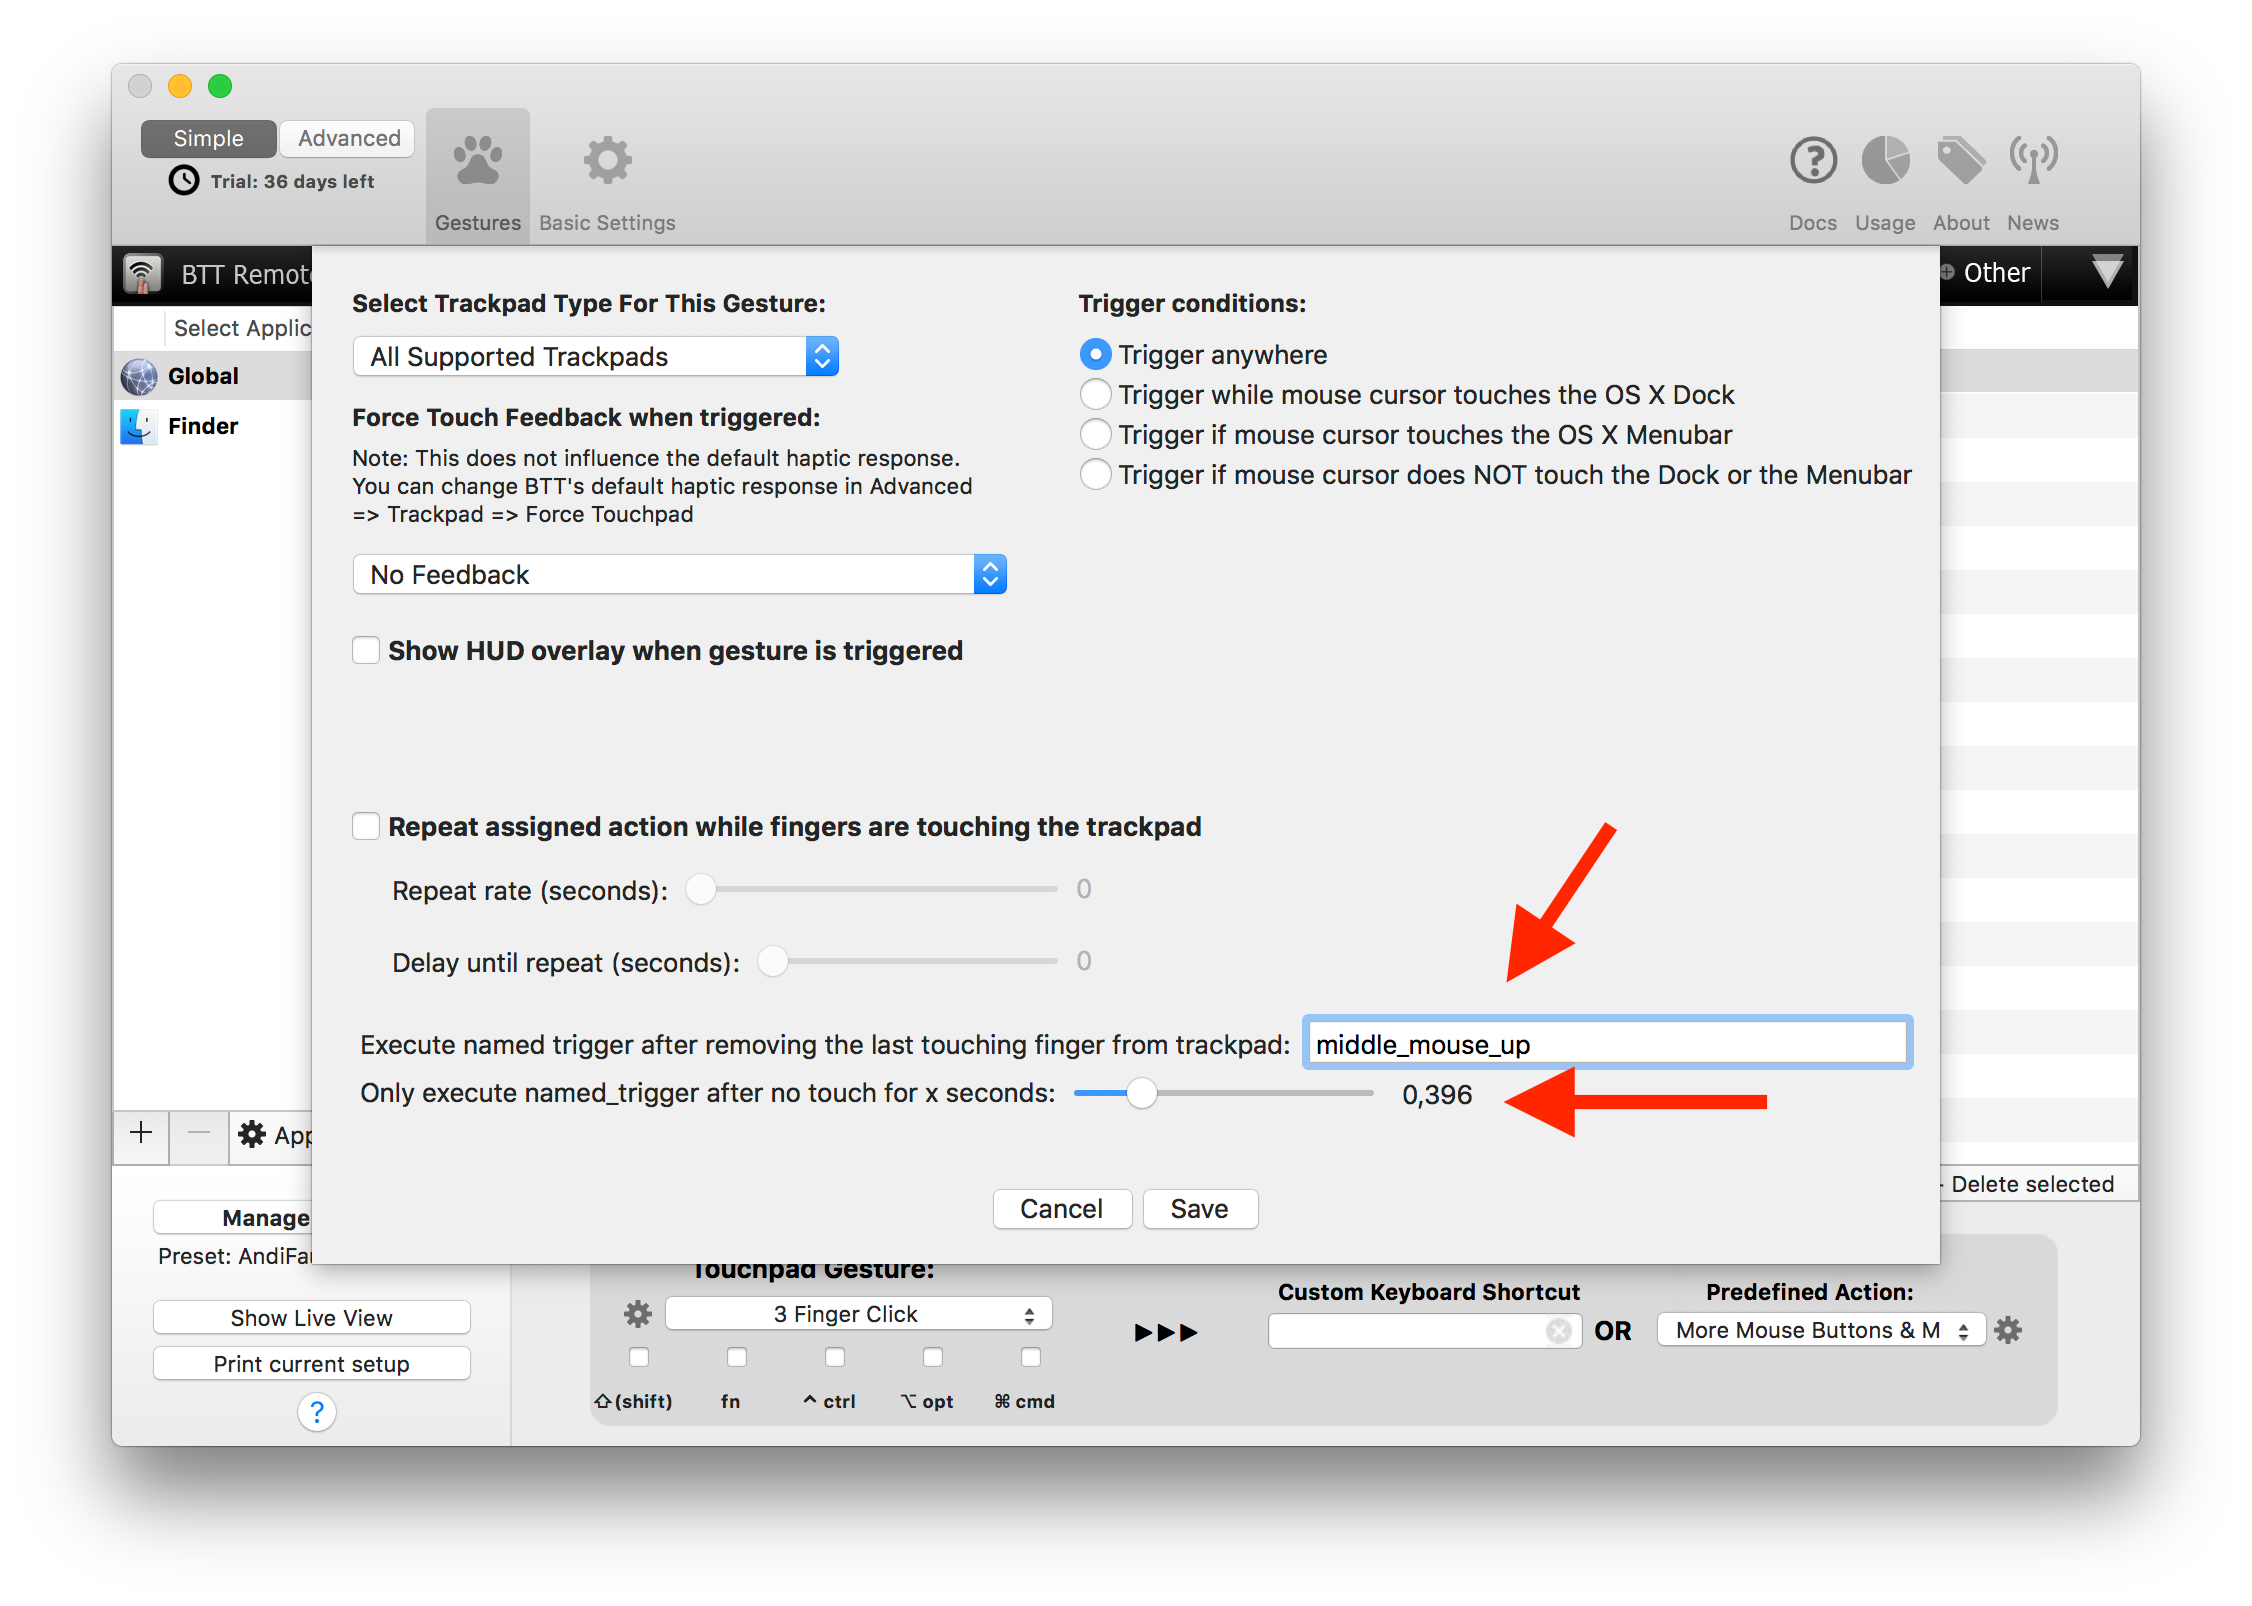 Simple
Advanced
Trial: 36 days left
Gestures
Basic Settings
Docs
Usage
About
News
BTT Remot
Other
Select Applic
Global
Finder
Select Trackpad Type For This Gesture:
All Supported Trackpads
Force Touch Feedback when triggered:
Note: This does not influence the default haptic response.
You can change BTT's default haptic response in Advanced
=> Trackpad => Force Touchpad
No Feedback
Show HUD overlay when gesture is triggered
Trigger conditions:
Trigger anywhere
Trigger while mouse cursor touches the OS X Dock
Trigger if mouse cursor touches the OS X Menubar
Trigger if mouse cursor does NOT touch the Dock or the Menubar
Repeat assigned action while fingers are touching the trackpad
Repeat rate (seconds): 0
Delay until repeat (seconds): 0
Execute named trigger after removing the last touching finger from trackpad: middle_mouse_up
Only execute named_trigger after no touch for x seconds: 0,396
Cancel
Save
+ −
App
Delete selected
Manage
Preset: AndiFau
Show Live View
Print current setup
?
Touchpad Gesture:
3 Finger Click
⇧(shift)
fn
^ ctrl
⌥ opt
⌘ cmd
Custom Keyboard Shortcut
OR
Predefined Action:
More Mouse Buttons & M